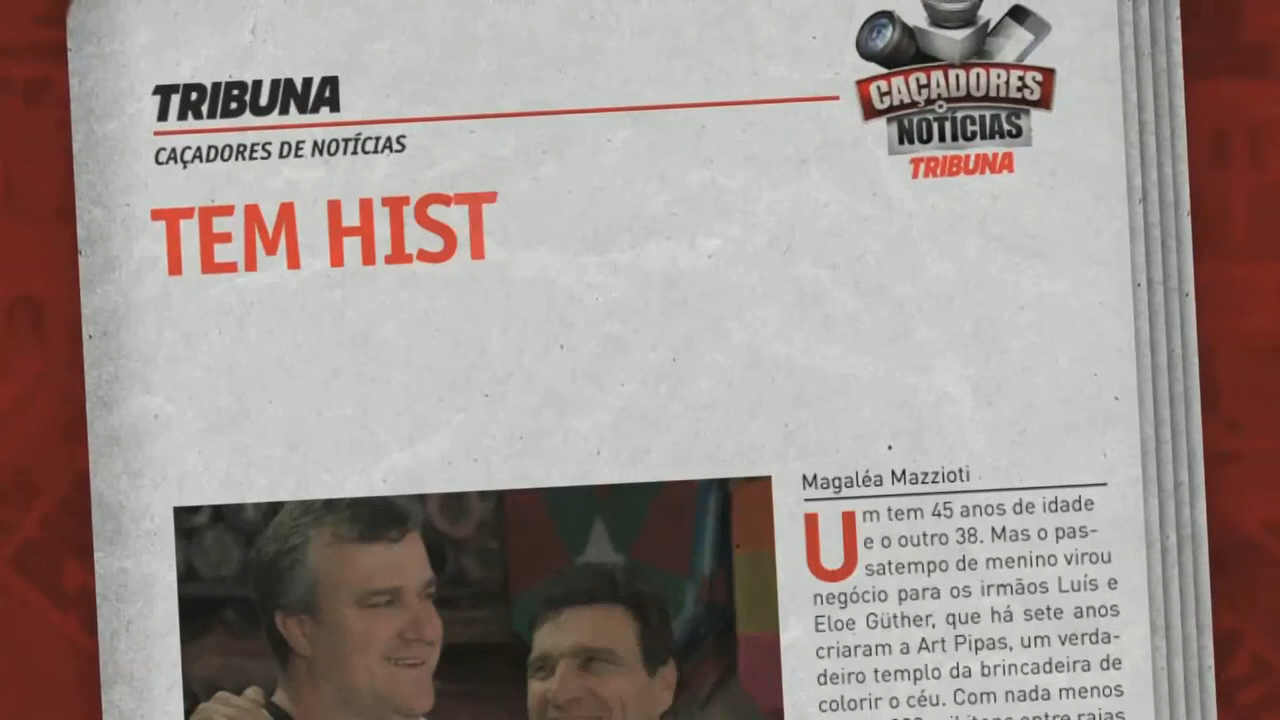 TRIBUNA
CAÇADORES DE NOTÍCIAS
CAÇADORES
NOTÍCIAS
TRIBUNA
TEM HIST
Magaléa Mazzioti
Um tem 45 anos de idade
e o outro 38. Mas o pas-
satempo de menino virou
negócio para os irmãos Luís e
Eloe Güther, que há sete anos
criaram a Art Pipas, um verda-
deiro templo da brincadeira de
colorir o céu. Com nada menos